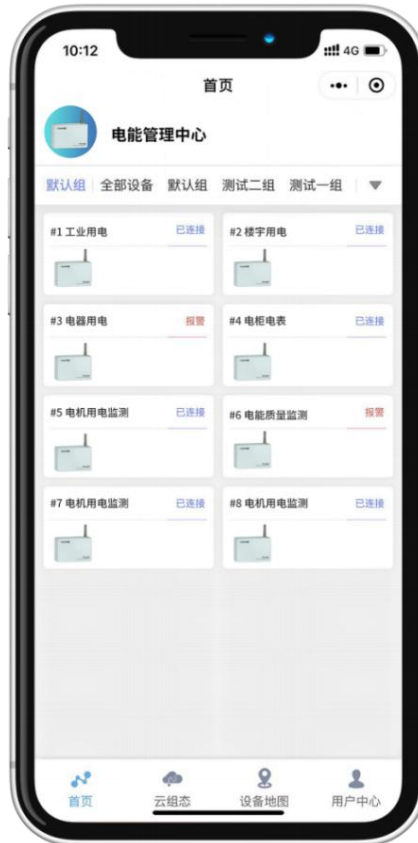 10:12 4G
首页
电能管理中心
默认组 全部设备 默认组 测试二组 测试一组
#1 工业用电 已连接
#2 楼宇用电 已连接
#3 电器用电 报警
#4 电柜电表 已连接
#5 电机用电监测 已连接
#6 电能质量监测 报警
#7 电机用电监测 已连接
#8 电机用电监测 已连接
首页 云组态 设备地图 用户中心